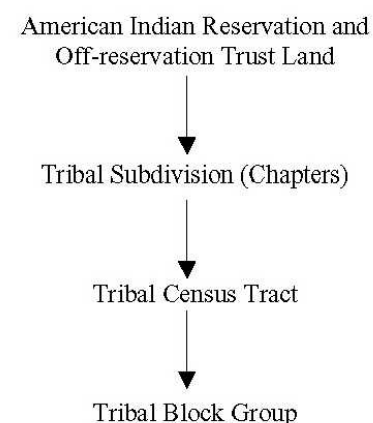 American Indian Reservation and
Off-reservation Trust Land
Tribal Subdivision (Chapters)
Tribal Census Tract
Tribal Block Group